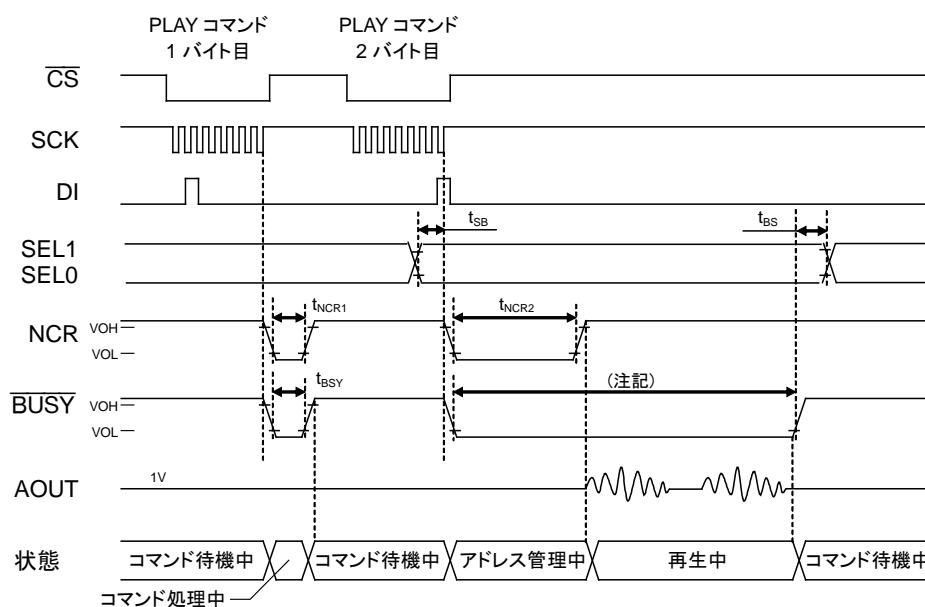 PLAY コマンド
1 バイト目
PLAY コマンド
2 バイト目
CS
SCK
DI
tSB
tBS
SEL1
SEL0
tNCR1
tNCR2
NCR
VOH
VOL
tBSY
(注記)
BUSY
VOH
VOL
AOUT
1V
状態
コマンド待機中
コマンド待機中
アドレス管理中
再生中
コマンド待機中
コマンド処理中